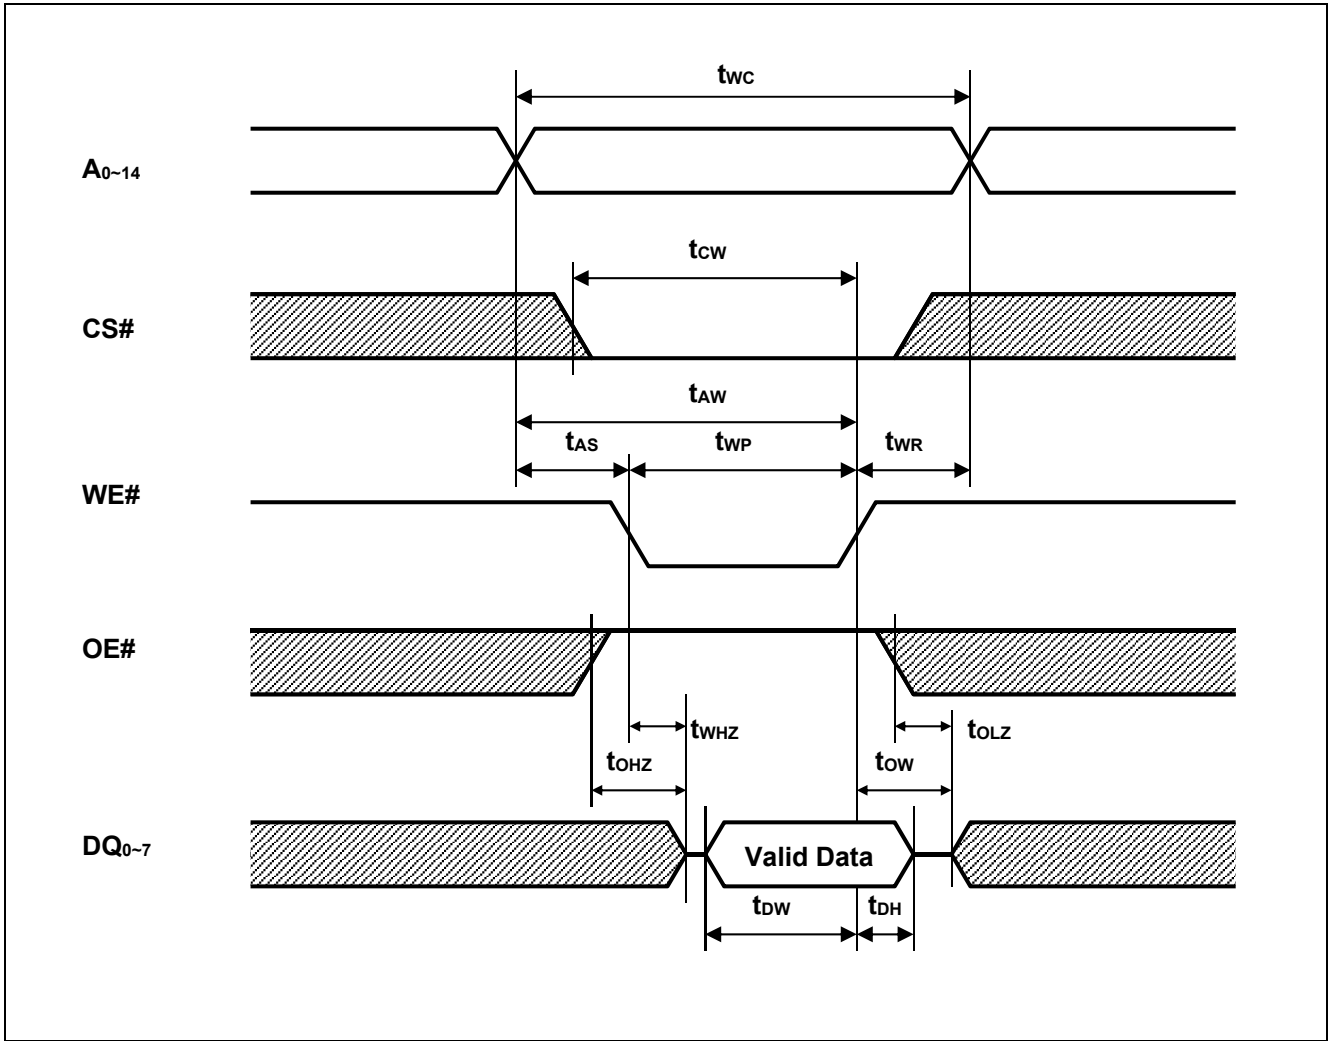 tWC
A0~14
tCW
CS#
tAW
tAS tWP tWR
WE#
OE#
tWHZ tOLZ
tOHZ tOW
DQ0~7
Valid Data
tDW tDH